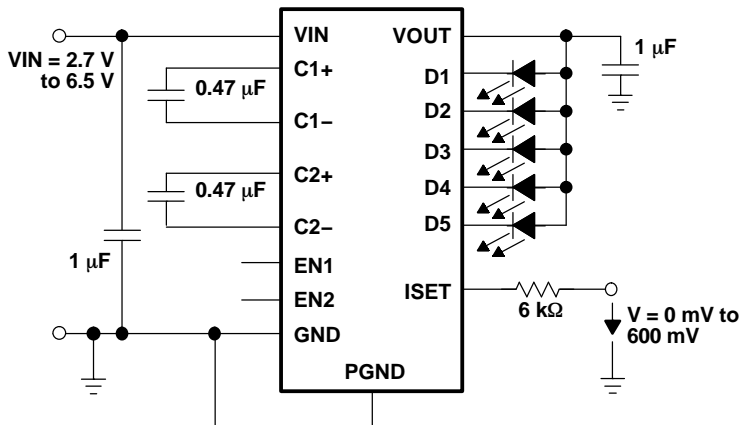 VIN
VOUT
VIN = 2.7 V
to 6.5 V
1 µF
C1+
0.47 µF
D1
D2
C1−
D3
C2+
D4
0.47 µF
C2−
D5
1 µF
EN1
ISET
EN2
6 kΩ
V = 0 mV to
600 mV
GND
PGND